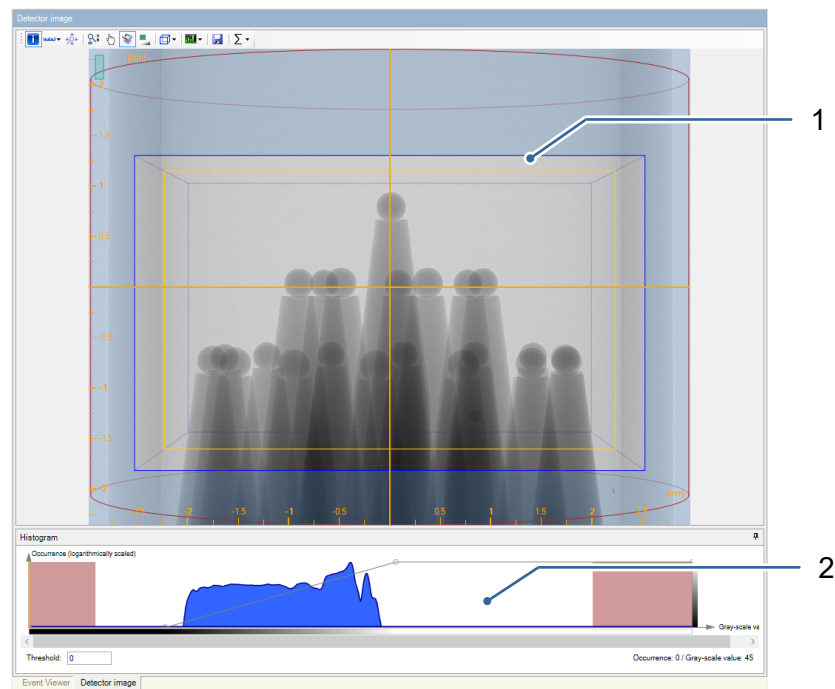 Detector image
Σ
[mm]
2
1
1.5
1
0.5
-0.5
-1
-1.5
-2
[mm]
-2 -1.5 -1 -0.5 0.5 1 1.5 2
Histogram
Occurrence (logarithmically scaled)
2
Gray-scale va
Threshold: 0
Occurrence: 0 / Gray-scale value: 45
Event Viewer Detector image